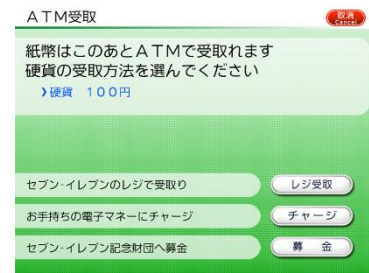 ATM受取
取消
Cancel
紙幣はこのあとATMで受取れます
硬貨の受取方法を選んでください
❯硬貨 100円
セブン-イレブンのレジで受取り
レジ受取
お手持ちの電子マネーにチャージ
チャージ
セブン-イレブン記念財団へ募金
募 金